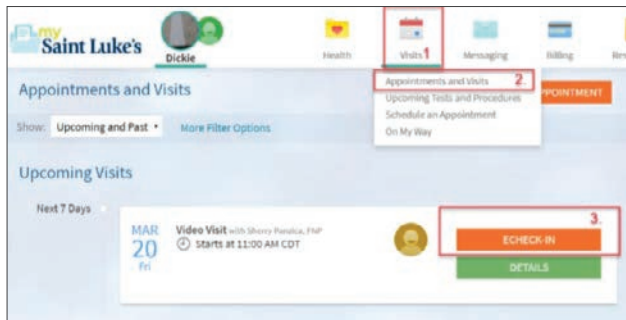 my
Saint Luke's
Dickie
Health
Visits 1
Messaging
Billing
Appointments and Visits
Appointments and Visits 2.
Upcoming Tests and Procedures
Schedule an Appointment
On My Way
POINTMENT
Show: Upcoming and Past
More Filter Options
Upcoming Visits
Next 7 Days
MAR
20
Fri
Video Visit with Sherry FNP
Starts at 11:00 AM CDT
3.
ECHECK-IN
DETAILS